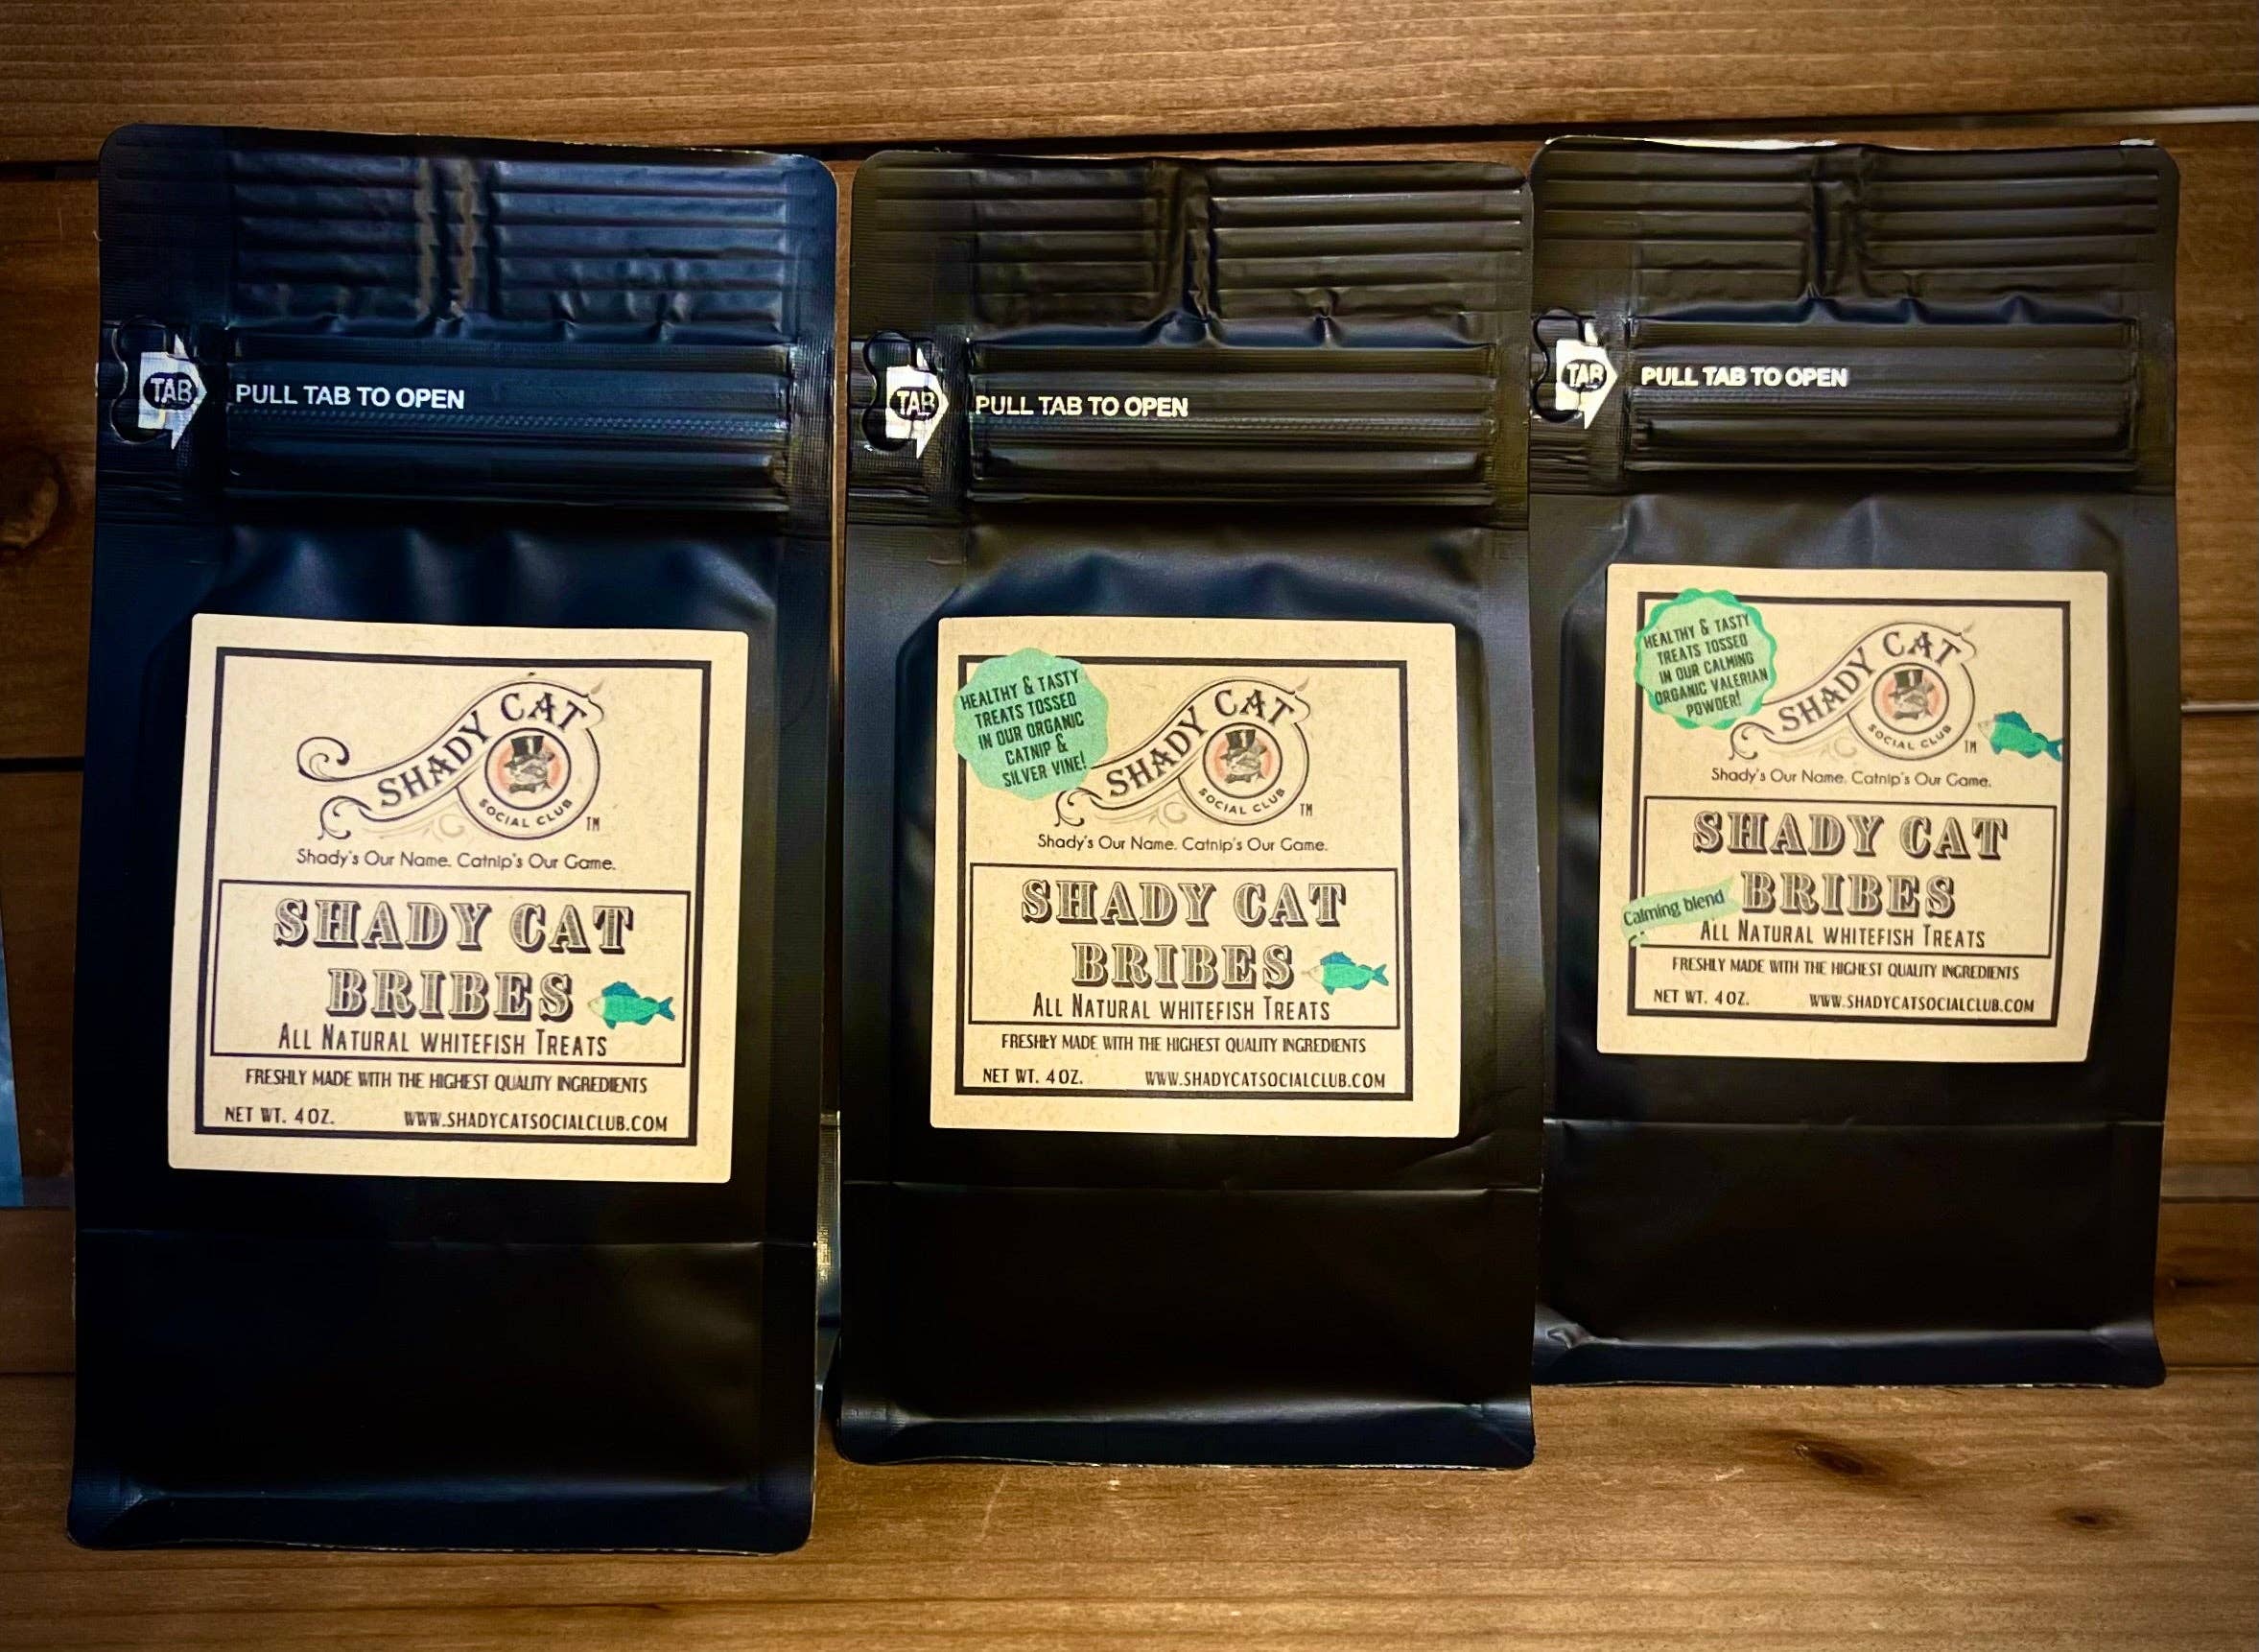 TAB
PULL TAB TO OPEN
SHADY CAT
SOCIAL CLUB
TM
Shady's Our Name. Catnip's Our Game.
SHADY CAT
BRIBES
ALL NATURAL WHITEFISH TREATS
FRESHLY MADE WITH THE HIGHEST QUALITY INGREDIENTS
NET WT. 4 OZ. WWW.SHADYCATSOCIALCLUB.COM
TAB
PULL TAB TO OPEN
HEALTHY & TASTY
TREATS TOSSED
IN OUR ORGANIC
CATNIP &
SILVER VINE!
SHADY CAT
SOCIAL CLUB
TM
Shady's Our Name. Catnip's Our Game.
SHADY CAT
BRIBES
ALL NATURAL WHITEFISH TREATS
FRESHLY MADE WITH THE HIGHEST QUALITY INGREDIENTS
NET WT. 4 OZ. WWW.SHADYCATSOCIALCLUB.COM
TAB
PULL TAB TO OPEN
HEALTHY & TASTY
TREATS TOSSED
IN OUR CALMING
ORGANIC VALERIAN
POWDER!
SHADY CAT
SOCIAL CLUB
TM
Shady's Our Name. Catnip's Our Game.
SHADY CAT
BRIBES
Calming blend
ALL NATURAL WHITEFISH TREATS
FRESHLY MADE WITH THE HIGHEST QUALITY INGREDIENTS
NET WT. 4 OZ. WWW.SHADYCATSOCIALCLUB.COM